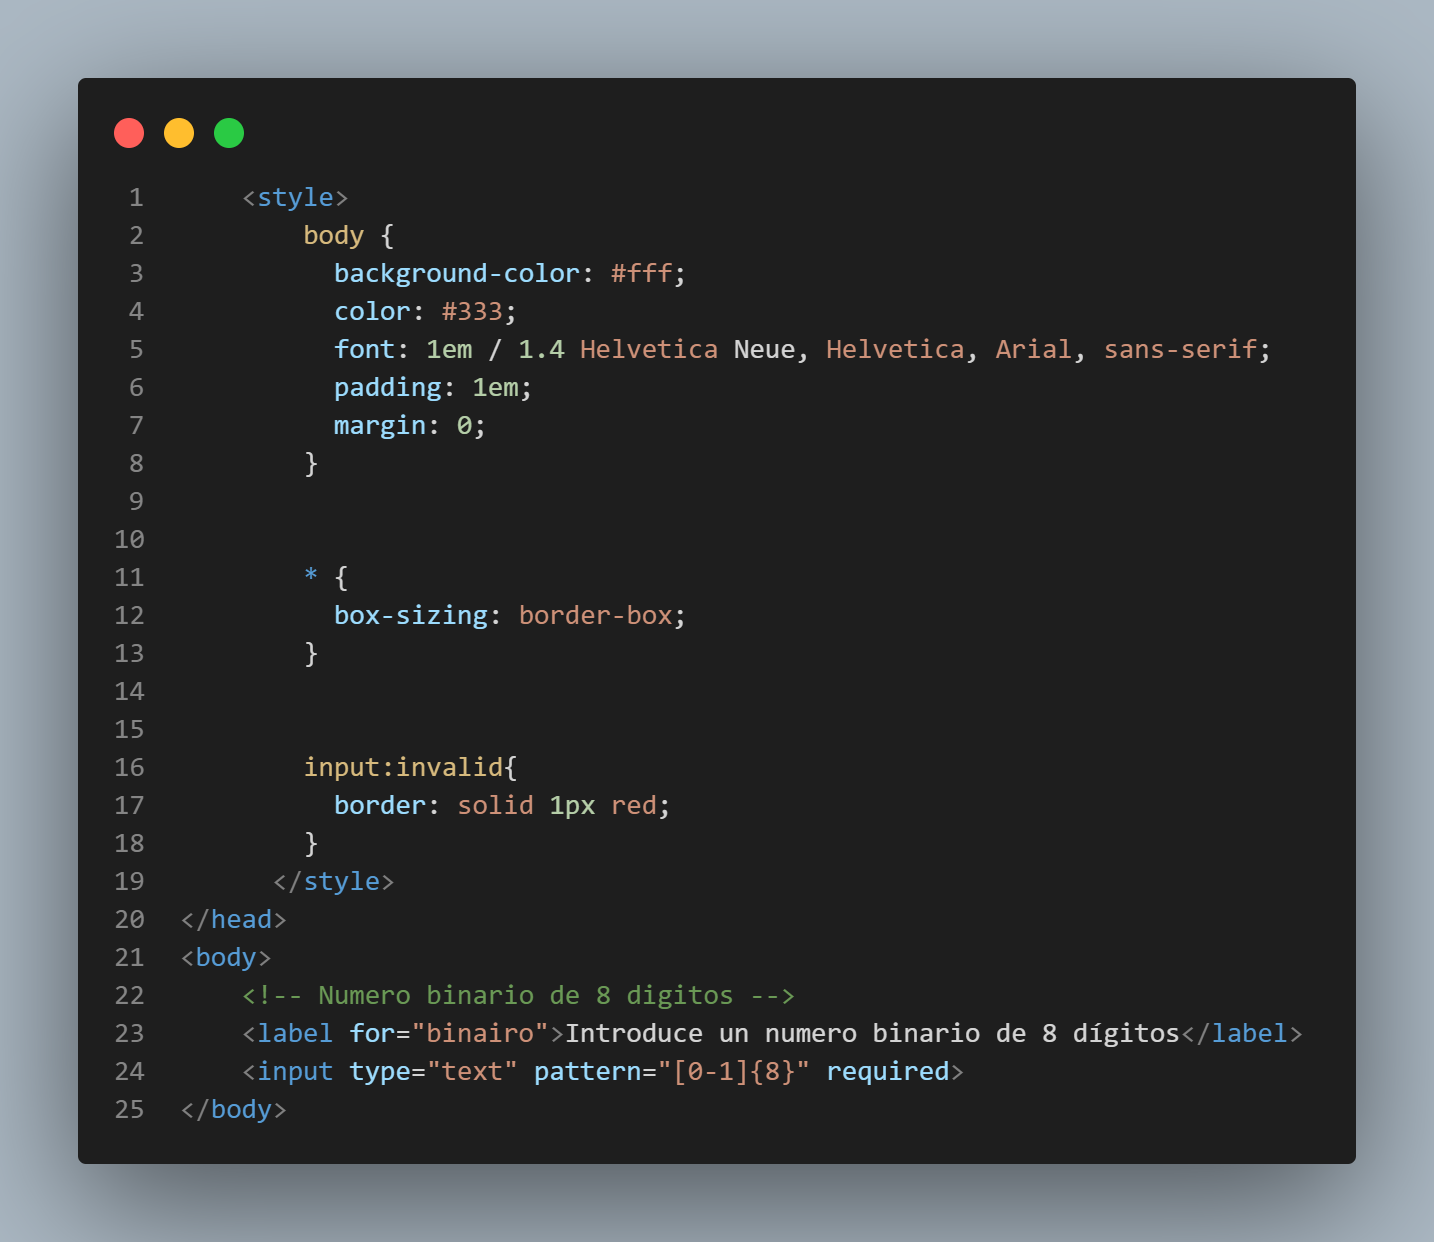 1 <style>
2 body {
3 background-color: #fff;
4 color: #333;
5 font: 1em / 1.4 Helvetica Neue, Helvetica, Arial, sans-serif;
6 padding: 1em;
7 margin: 0;
8 }
9
10
11 * {
12 box-sizing: border-box;
13 }
14
15
16 input:invalid{
17 border: solid 1px red;
18 }
19 </style>
20 </head>
21 <body>
22 <!-- Numero binario de 8 digitos -->
23 <label for="binairo">Introduce un numero binario de 8 dígitos</label>
24 <input type="text" pattern="[0-1]{8}" required>
25 </body>